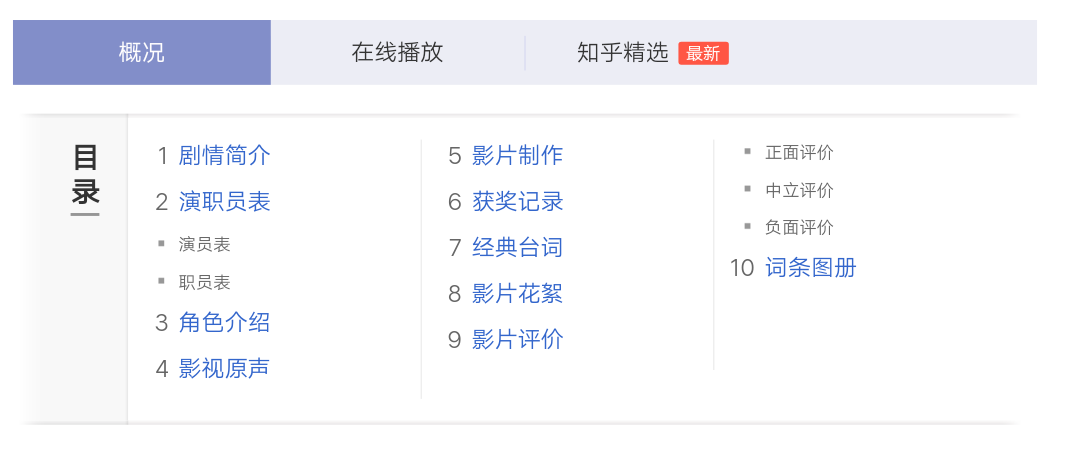 概况 在线播放 知乎精选 最新
目
录
1 剧情简介
2 演职员表
▪ 演员表
▪ 职员表
3 角色介绍
4 影视原声
5 影片制作
6 获奖记录
7 经典台词
8 影片花絮
9 影片评价
▪ 正面评价
▪ 中立评价
▪ 负面评价
10 词条图册